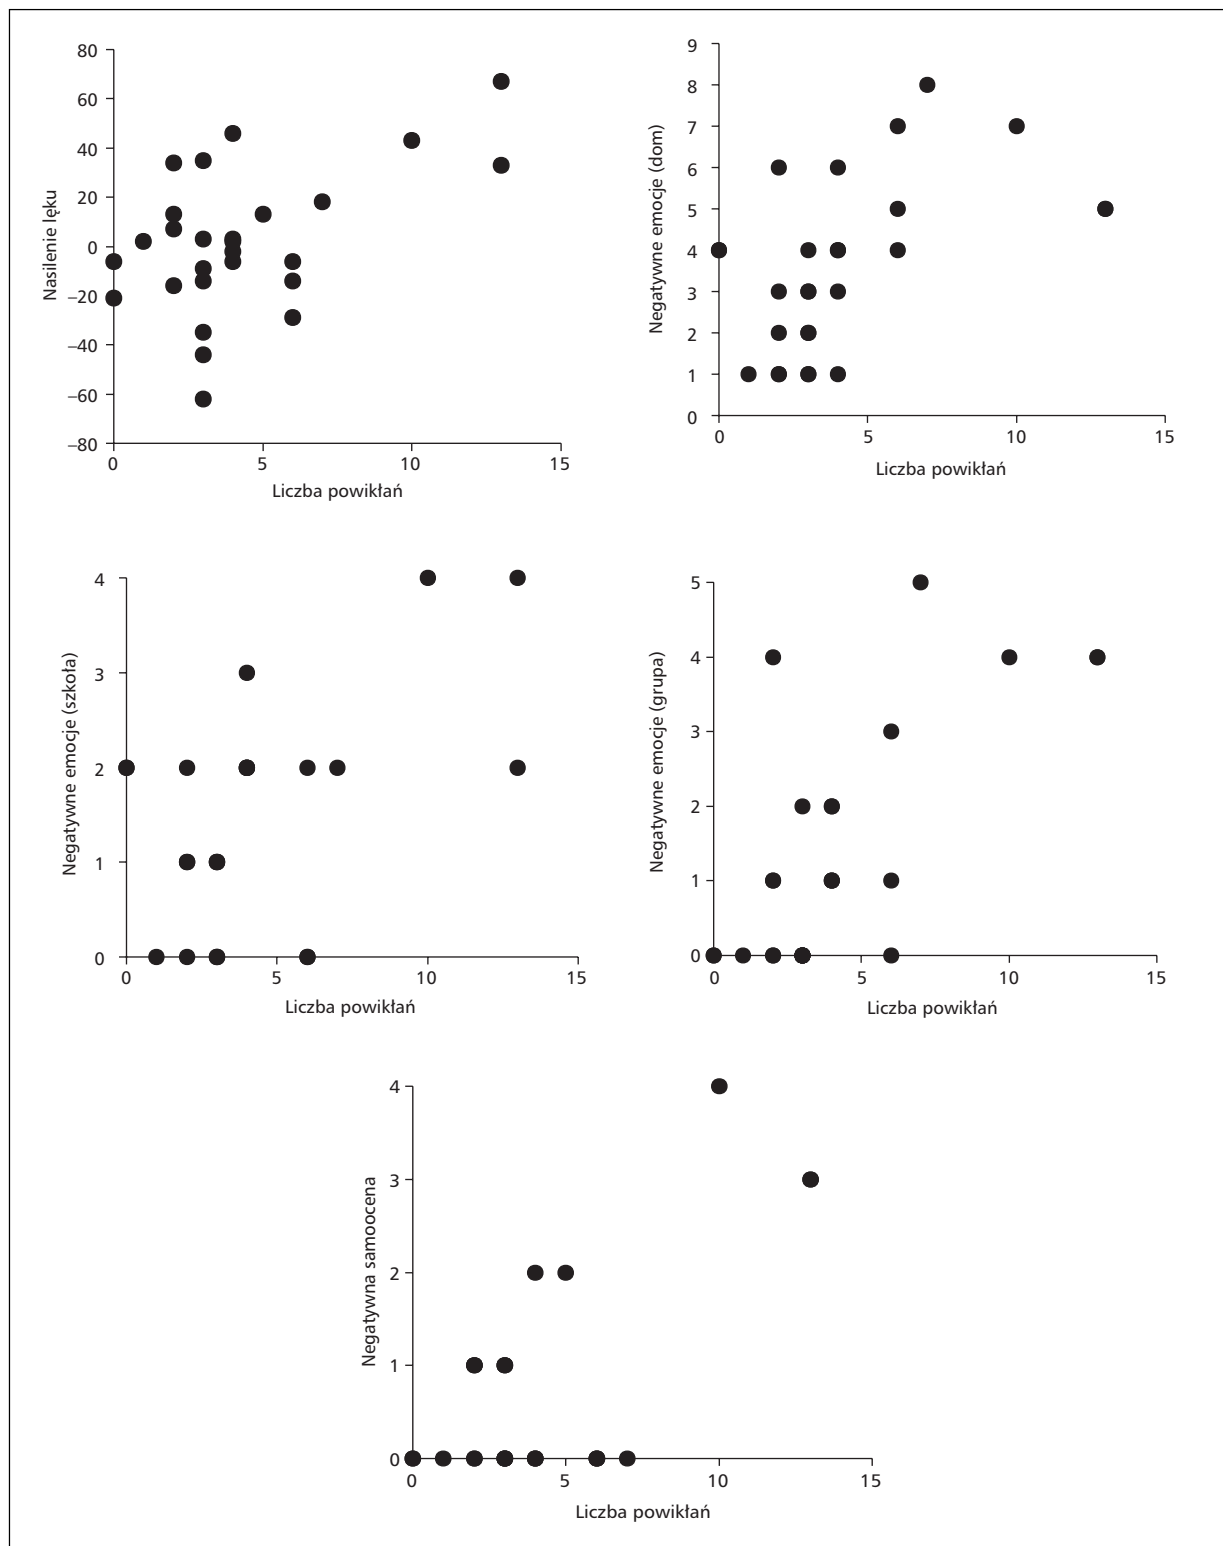 80
60
40
20
0
–20
–40
–60
–80
Nasilenie lęku
0 5 10 15
Liczba powikłań
9
8
7
6
5
4
3
2
1
0
Negatywne emocje (dom)
0 5 10 15
Liczba powikłań
4
3
2
1
0
Negatywne emocje (szkoła)
0 5 10 15
Liczba powikłań
5
4
3
2
1
0
Negatywne emocje (grupa)
0 5 10 15
Liczba powikłań
4
3
2
1
0
Negatywna samoocena
0 5 10 15
Liczba powikłań